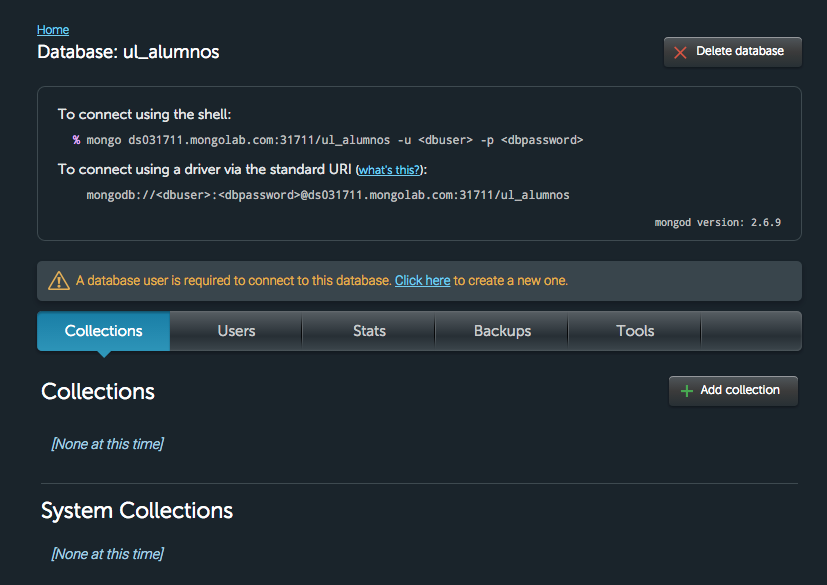 Home
Database: ul_alumnos
Delete database
To connect using the shell:
% mongo ds031711.mongolab.com:31711/ul_alumnos -u <dbuser> -p <dbpassword>
To connect using a driver via the standard URI (what's this?):
mongodb://<dbuser>:<dbpassword>@ds031711.mongolab.com:31711/ul_alumnos
mongod version: 2.6.9
A database user is required to connect to this database. Click here to create a new one.
Collections Users Stats Backups Tools
Collections
Add collection
[None at this time]
System Collections
[None at this time]